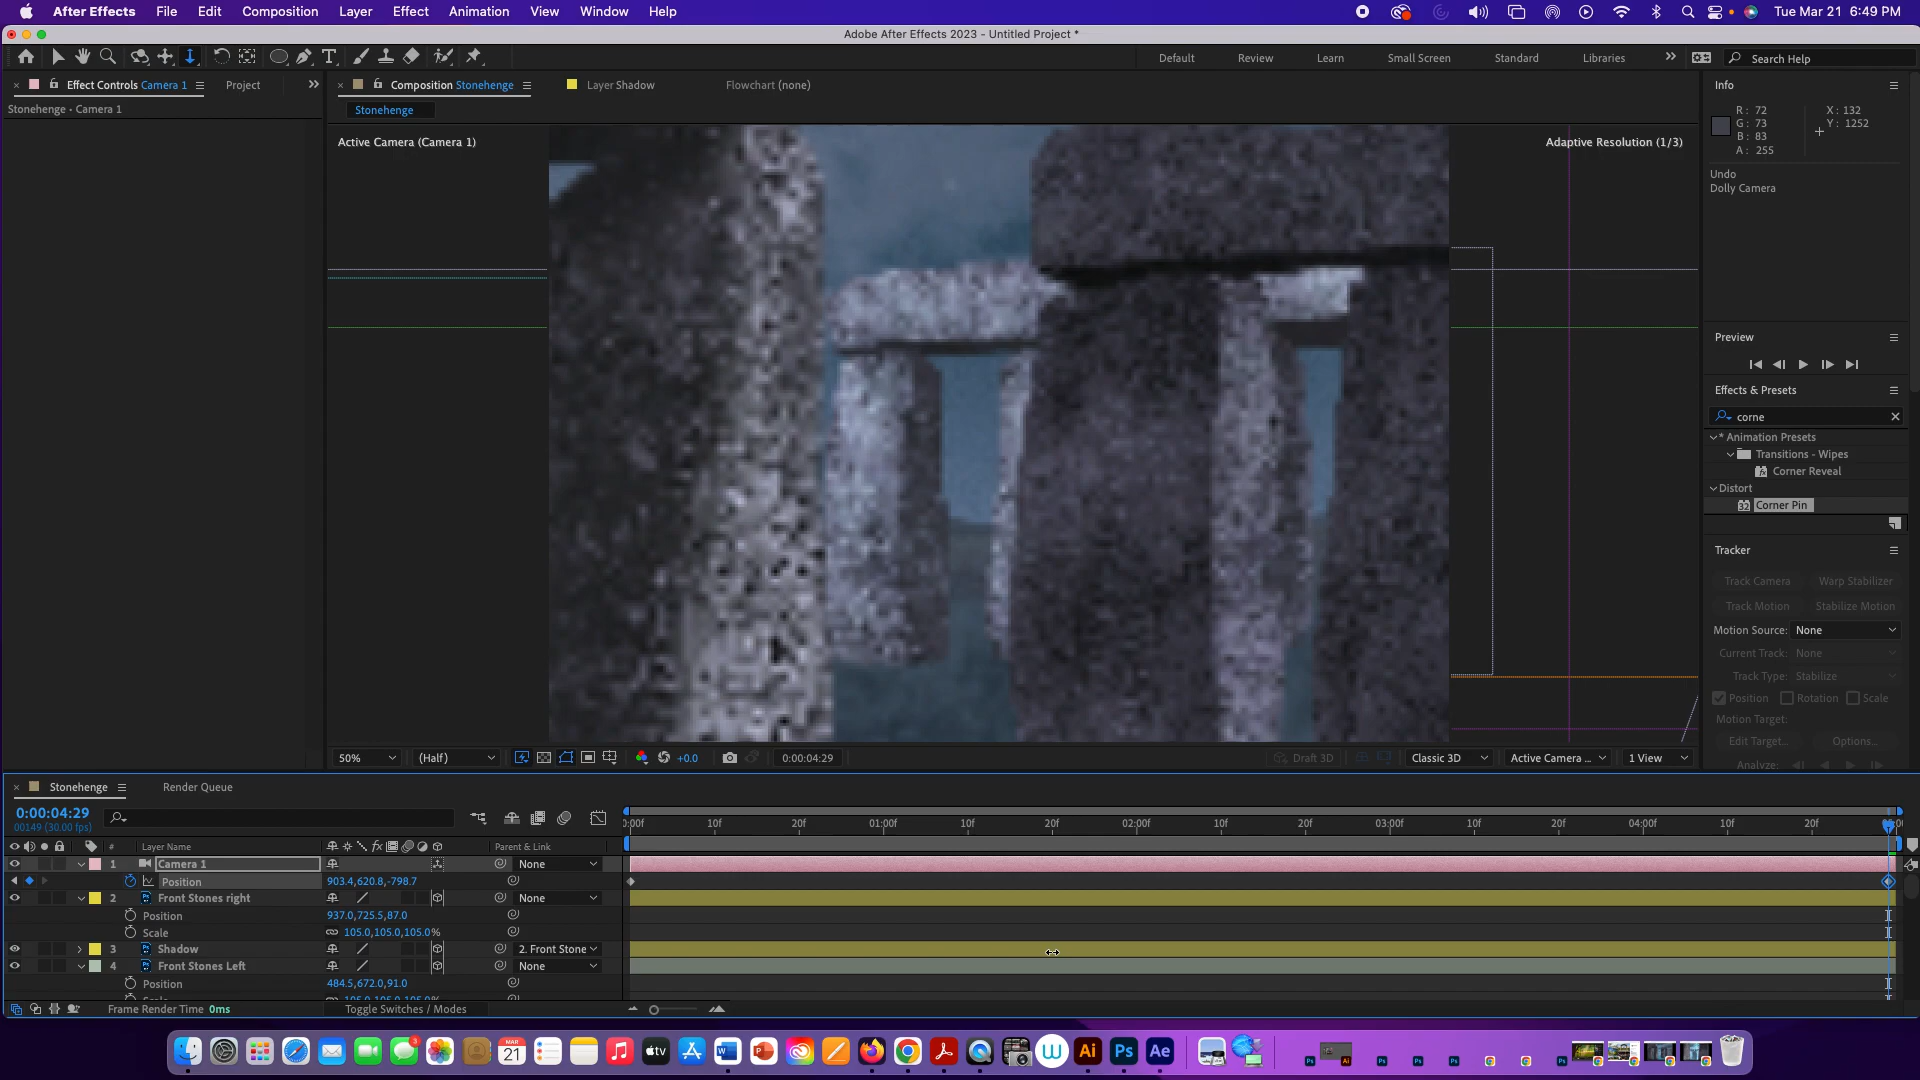 After Effects File Edit Composition Layer Effect Animation View Window Help Tue Mar 21 6:49 PM
Adobe After Effects 2023 - Untitled Project *
Default Review Learn Small Screen Standard Libraries Search Help
Effect Controls Camera 1 Project
Composition Stonehenge Layer Shadow Flowchart (none)
Info
Stonehenge • Camera 1
Stonehenge
R: 72 X: 132
G: 73 Y: 1252
B: 83
A: 255
Active Camera (Camera 1) Adaptive Resolution (1/3)
Undo
Dolly Camera
Preview
Effects & Presets
corne
* Animation Presets
Transitions - Wipes
Corner Reveal
Distort
32 Corner Pin
Tracker
Track Camera Warp Stabilizer
Track Motion Stabilize Motion
Motion Source: None
Current Track: None
Track Type: Stabilize
Position Rotation Scale
Motion Target:
Edit Target... Options...
Analyze:
50% (Half) +0.0 0:00:04:29 Draft 3D Classic 3D Active Camera ... 1 View
Stonehenge Render Queue
0:00:04:29
00149 (30.00 fps)
0:00f 10f 20f 01:00f 10f 20f 02:00f 10f 20f 03:00f 10f 20f 04:00f 10f 20f
# Layer Name fx Parent & Link
1 Camera 1 None
Position 903.4,620.8,-798.7
2 Front Stones right None
Position 937.0,725.5,87.0
Scale 105.0,105.0,105.0%
3 Shadow 2. Front Stone
4 Front Stones Left None
Position 484.5,672.0,91.0
Frame Render Time 0ms Toggle Switches / Modes
3
MAR
21
tv
W
P
W
Ai
Ps
Ae